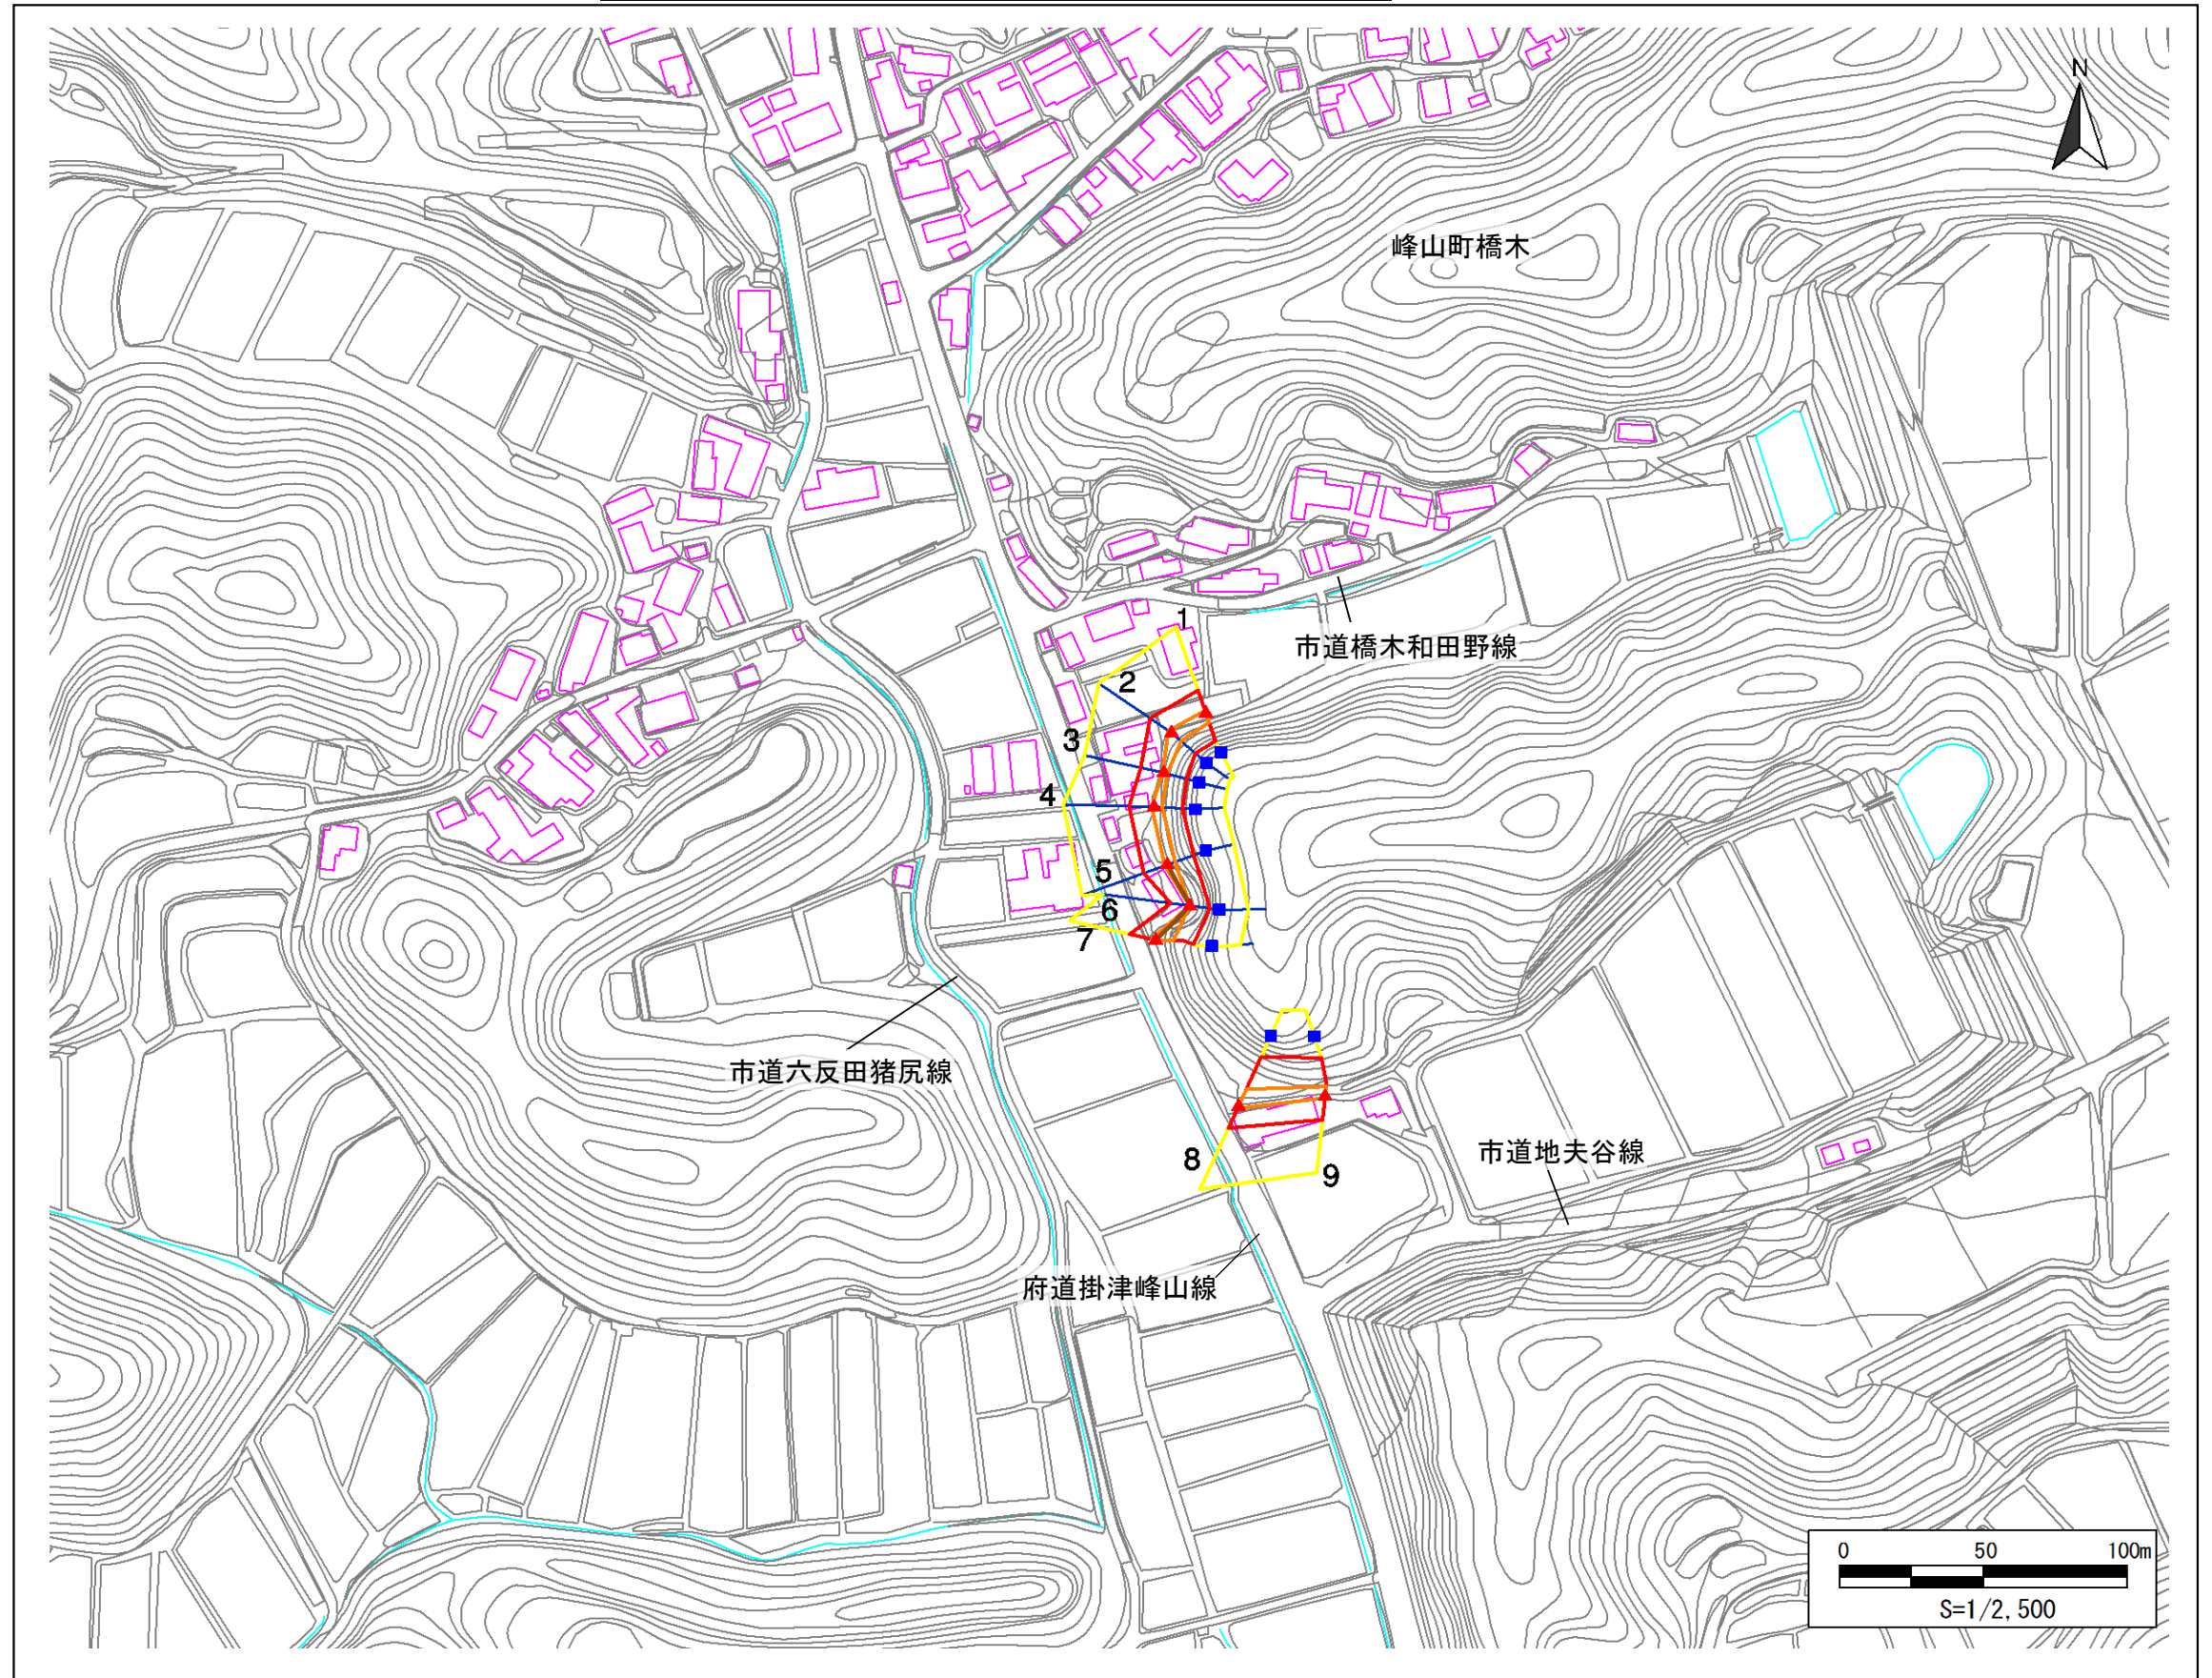 N
峰山町橋木
1
市道橋木和田野線
2
3
4
5
6
7
市道六反田猪尻線
8
9
市道地夫谷線
府道掛津峰山線
0 50 100m
S=1/2,500